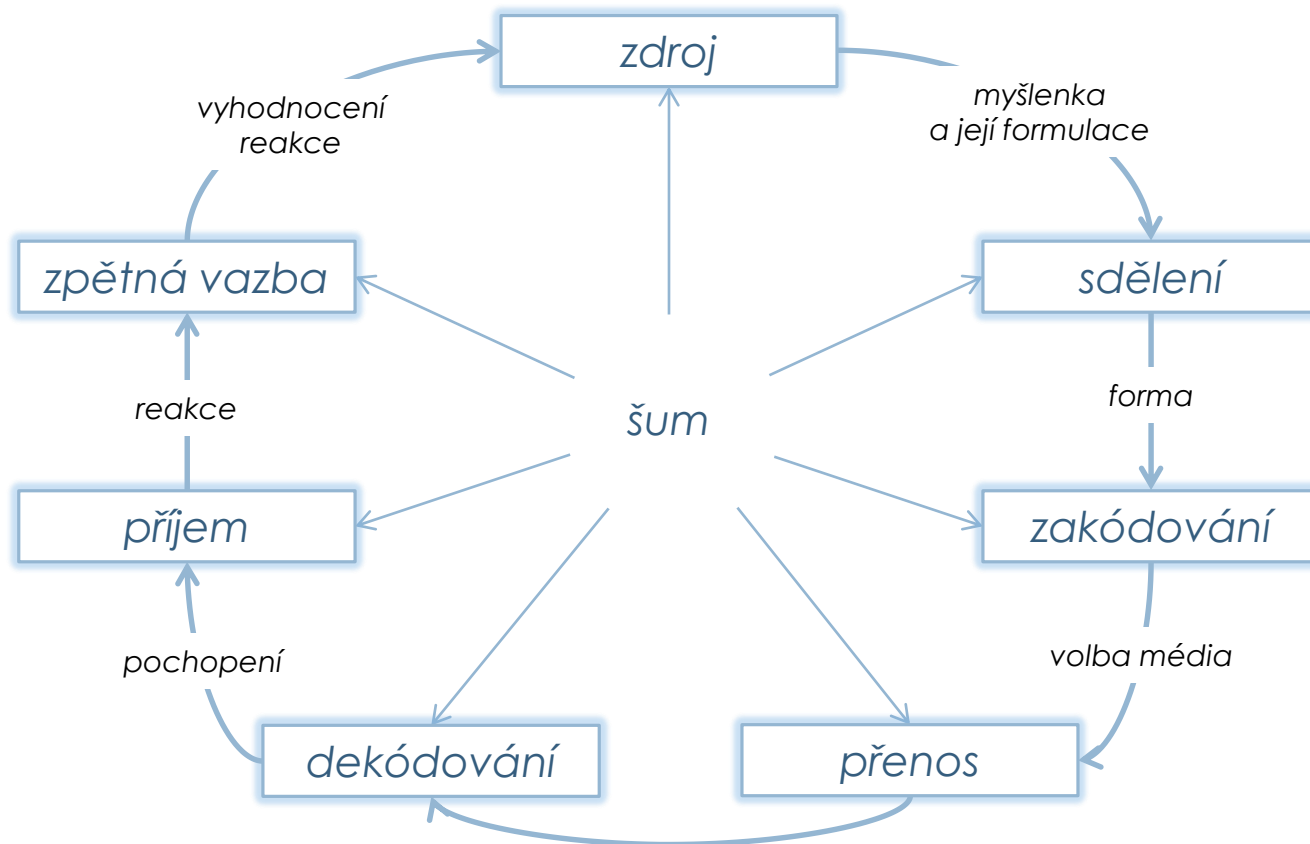 zdroj
vyhodnocení
reakce
myšlenka
a její formulace
zpětná vazba
sdělení
reakce
šum
forma
příjem
zakódování
pochopení
volba média
dekódování
přenos